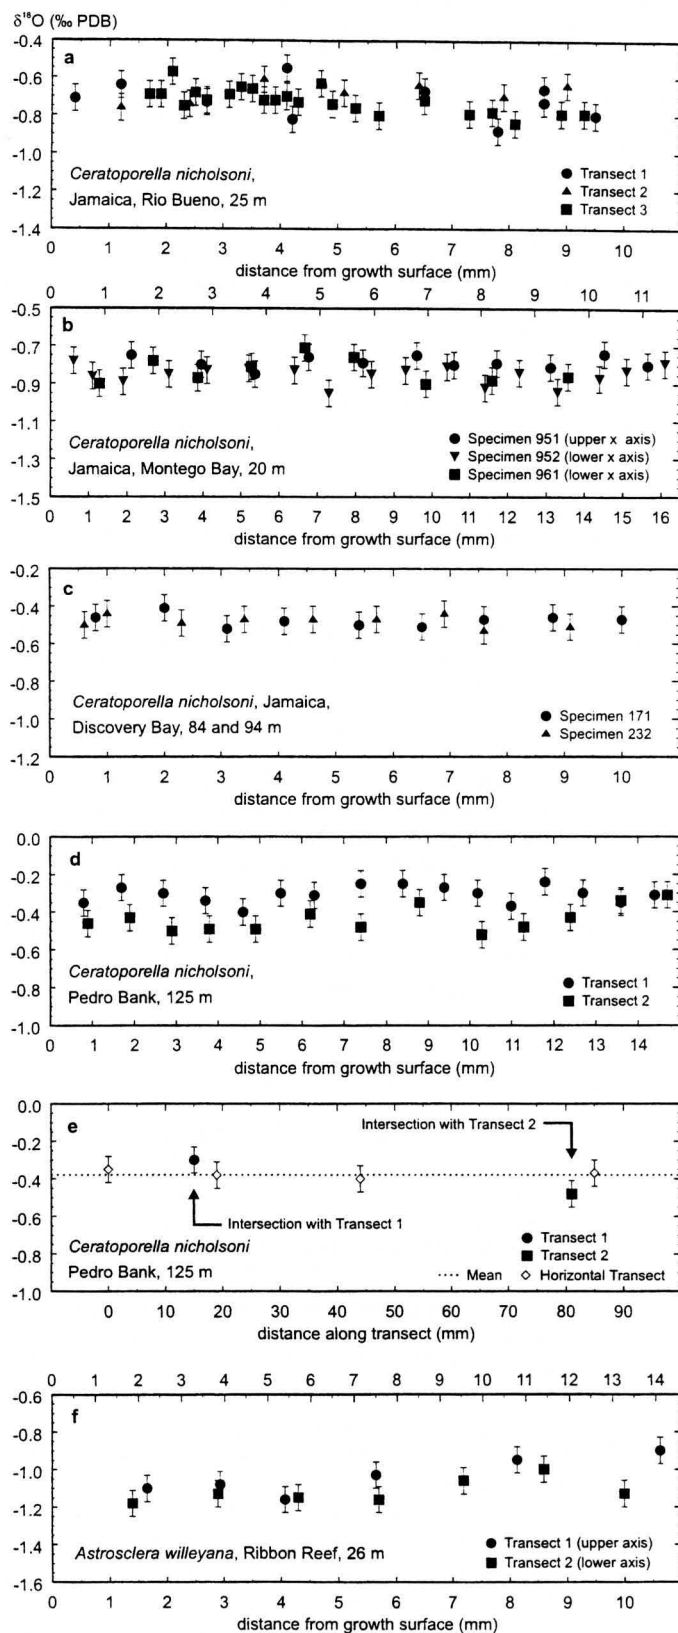 δ¹⁸O (‰ PDB)
-0.4
-0.6
-0.8
-1.0
-1.2
-1.4
a
Ceratoporella nicholsoni,
Jamaica, Rio Bueno, 25 m
Transect 1
Transect 2
Transect 3
0 1 2 3 4 5 6 7 8 9 10
distance from growth surface (mm)
0 1 2 3 4 5 6 7 8 9 10 11
-0.5
-0.7
-0.9
-1.1
-1.3
-1.5
b
Ceratoporella nicholsoni,
Jamaica, Montego Bay, 20 m
Specimen 951 (upper x axis)
Specimen 952 (lower x axis)
Specimen 961 (lower x axis)
0 1 2 3 4 5 6 7 8 9 10 11 12 13 14 15 16
distance from growth surface (mm)
-0.2
-0.4
-0.6
-0.8
-1.0
-1.2
c
Ceratoporella nicholsoni, Jamaica,
Discovery Bay, 84 and 94 m
Specimen 171
Specimen 232
0 1 2 3 4 5 6 7 8 9 10
distance from growth surface (mm)
0.0
-0.2
-0.4
-0.6
-0.8
-1.0
d
Ceratoporella nicholsoni,
Pedro Bank, 125 m
Transect 1
Transect 2
0 1 2 3 4 5 6 7 8 9 10 11 12 13 14
distance from growth surface (mm)
0.0
-0.2
-0.4
-0.6
-0.8
-1.0
e
Intersection with Transect 2
Intersection with Transect 1
Ceratoporella nicholsoni
Pedro Bank, 125 m
Transect 1
Transect 2
Mean
Horizontal Transect
0 10 20 30 40 50 60 70 80 90
distance along transect (mm)
0 1 2 3 4 5 6 7 8 9 10 11 12 13 14
-0.6
-0.8
-1.0
-1.2
-1.4
-1.6
f
Astrosclera willeyana, Ribbon Reef, 26 m
Transect 1 (upper axis)
Transect 2 (lower axis)
0 1 2 3 4 5 6 7 8 9 10
distance from growth surface (mm)